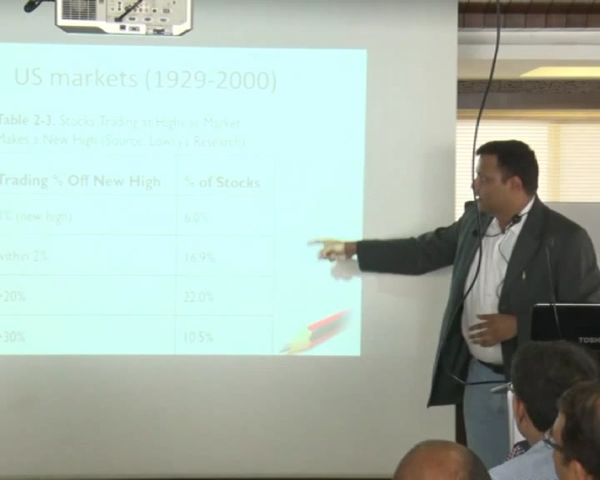 US markets (1929-2000)
Table 2-3. Stocks Trading at Highs as Market
Makes a New High (Source: Lowry's Research)
Trading % Off New High % of Stocks
(new high) 6.0%
within 2% 16.9%
>20% 22.0%
>30% 10.5%
TOSHI